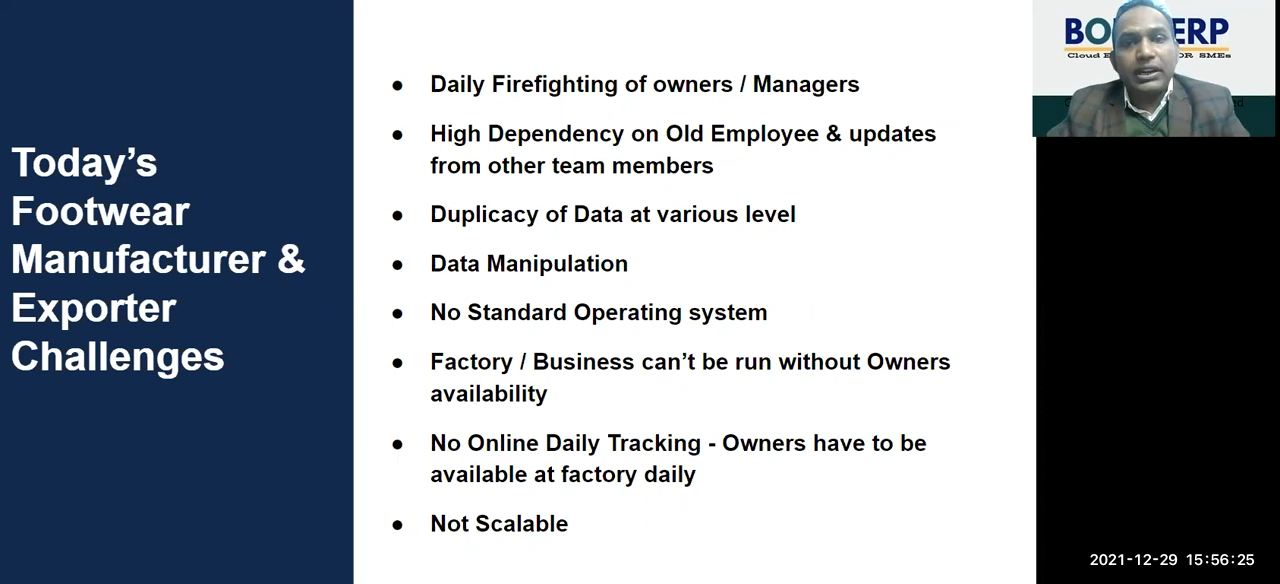 Today’s
Footwear
Manufacturer &
Exporter
Challenges
● Daily Firefighting of owners / Managers
● High Dependency on Old Employee & updates
from other team members
● Duplicacy of Data at various level
● Data Manipulation
● No Standard Operating system
● Factory / Business can’t be run without Owners
availability
● No Online Daily Tracking - Owners have to be
available at factory daily
● Not Scalable
ERP
Cloud
SMEs
2021-12-29 15:56:25